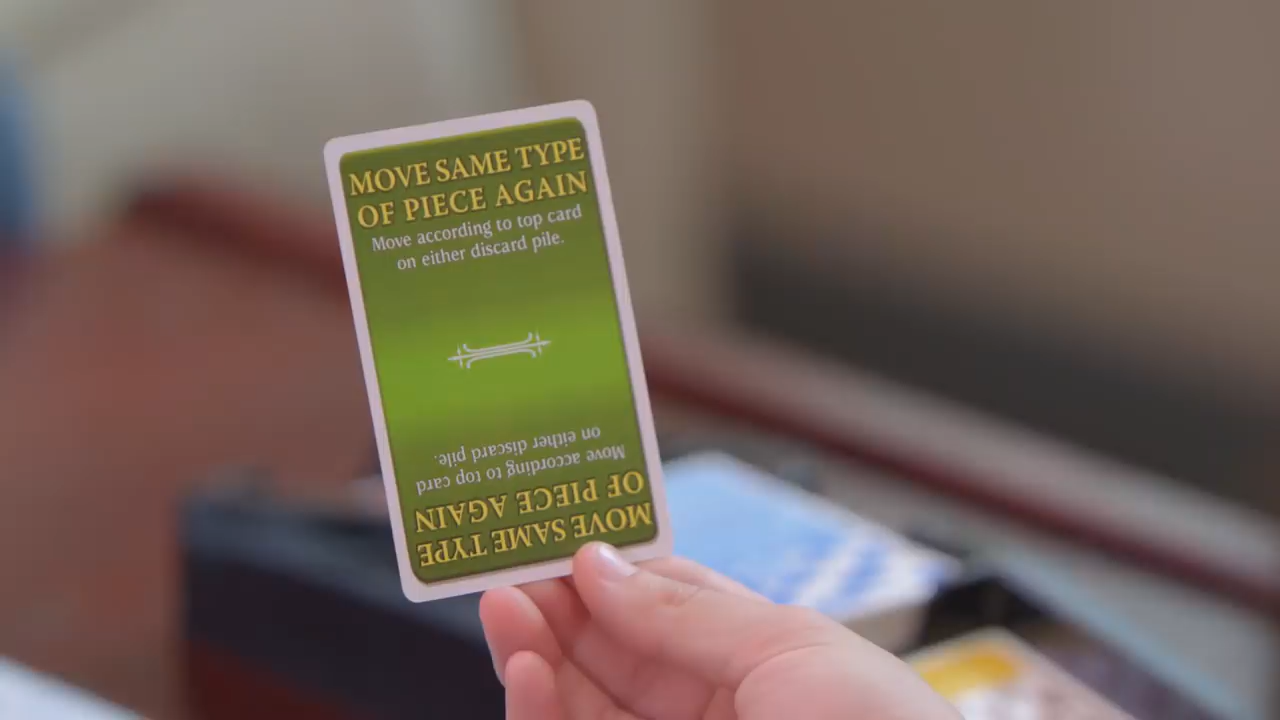 MOVE SAME TYPE
OF PIECE AGAIN
Move according to top card
on either discard pile.
MOVE SAME TYPE
OF PIECE AGAIN
Move according to top card
on either discard pile.